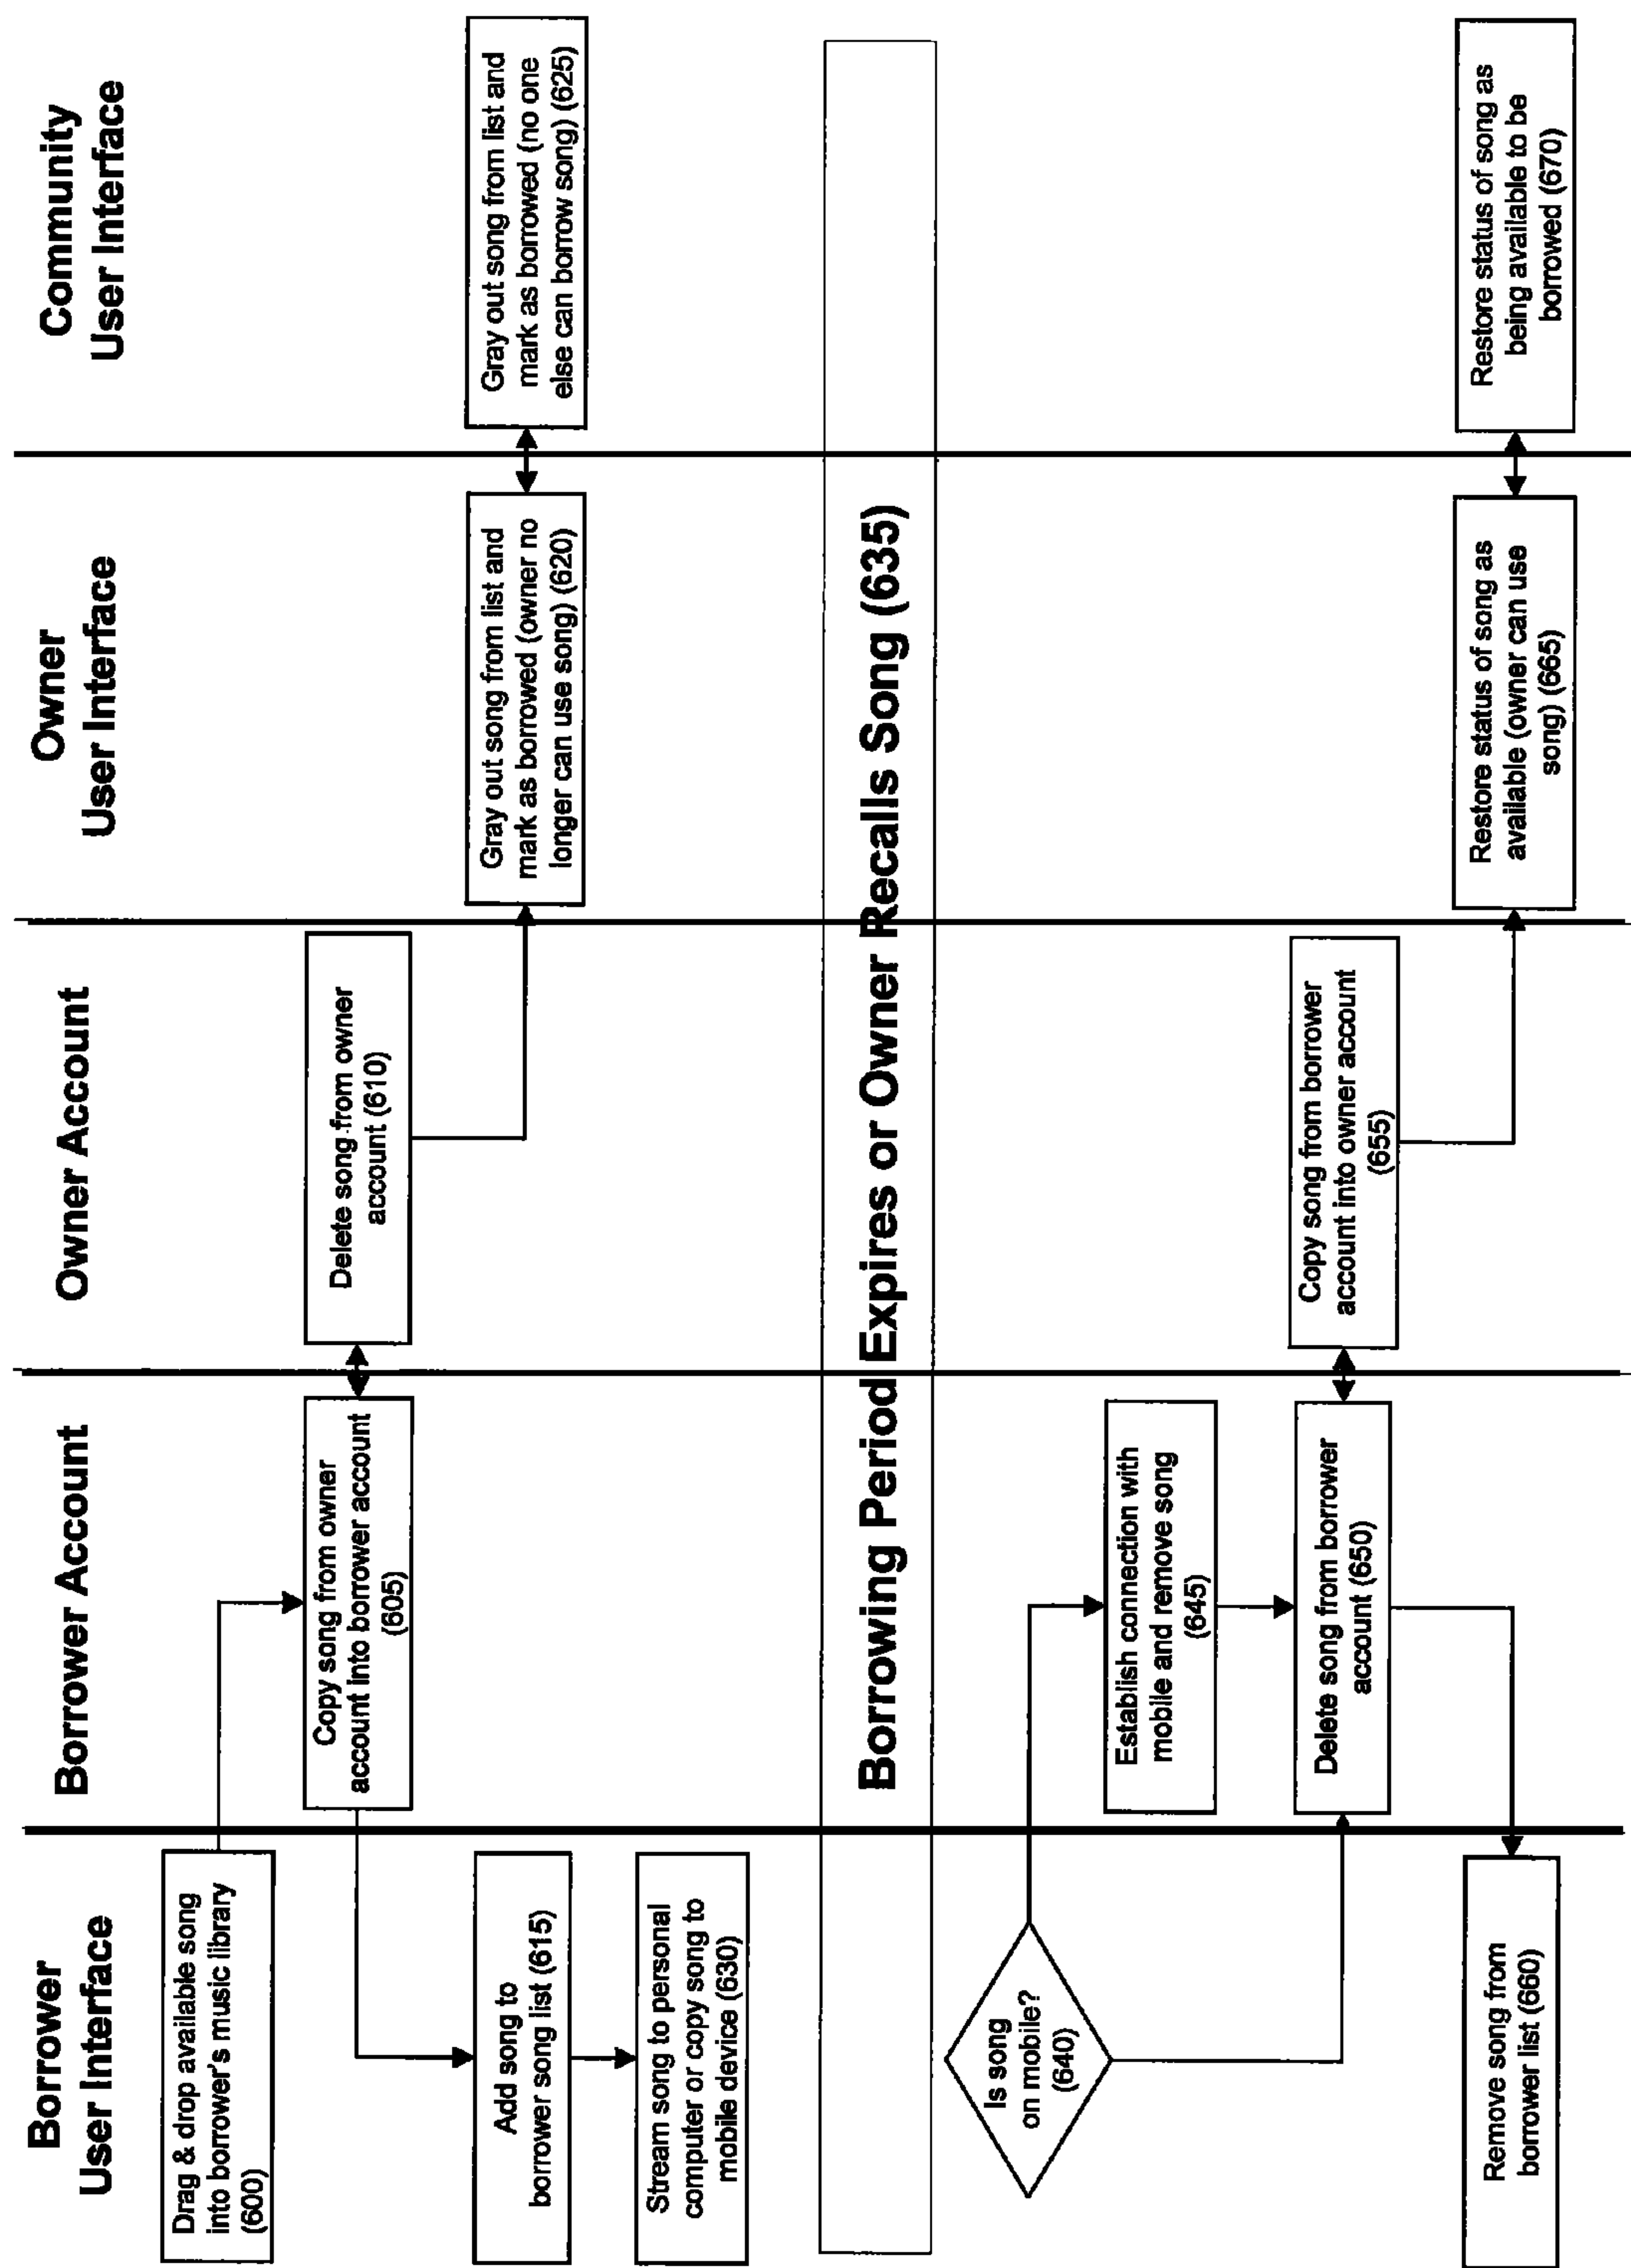 Borrower
User Interface
Borrower Account
Owner Account
Owner
User Interface
Community
User Interface
Drag & drop available song
into borrower's music library
(600)
Copy song from owner
account into borrower account
(605)
Delete song from owner
account (610)
Add song to
borrower song list (615)
Gray out song from list and
mark as borrowed (owner no
longer can use song) (620)
Gray out song from list and
mark as borrowed (no one
else can borrow song) (625)
Stream song to personal
computer or copy song to
mobile device (630)
Borrowing Period Expires or Owner Recalls Song (635)
Is song
on mobile?
(640)
Establish connection with
mobile and remove song
(645)
Delete song from borrower
account (650)
Copy song from borrower
account into owner account
(655)
Remove song from
borrower list (660)
Restore status of song as
available (owner can use
song) (665)
Restore status of song as
being available to be
borrowed (670)